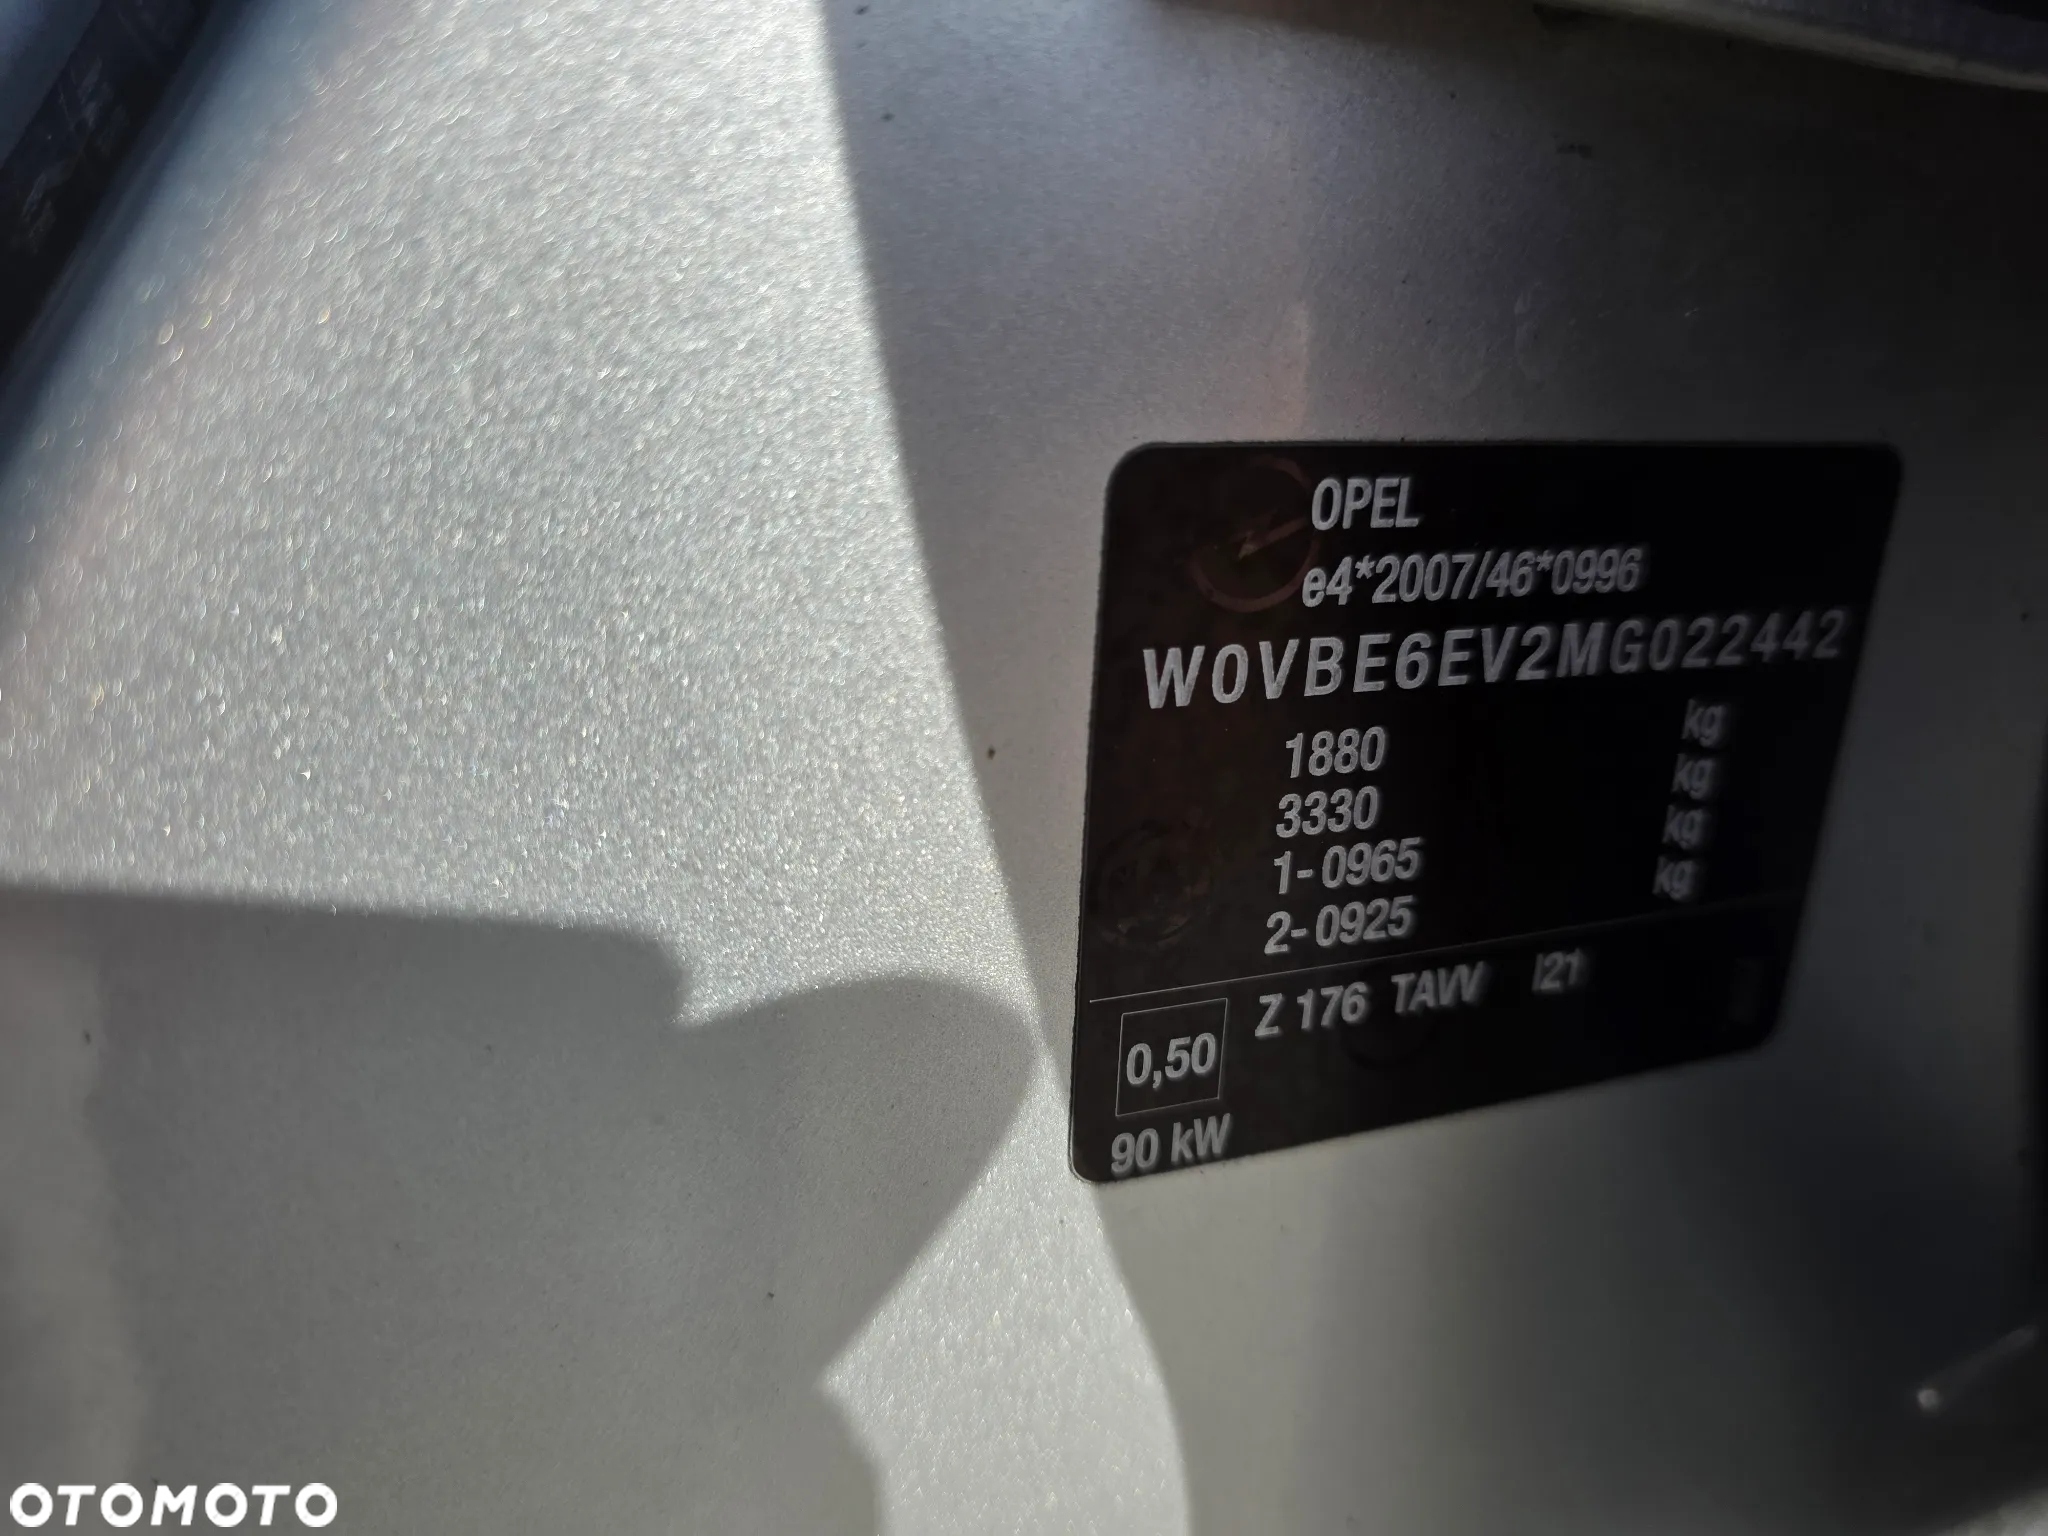 OPEL
e4*2007/46*0996
W0VBE6EV2MG022442
1880 kg
3330 kg
1-0965 kg
2-0925 kg
0,50 Z 176 TAVV I21
90 kW
OTOMOTO